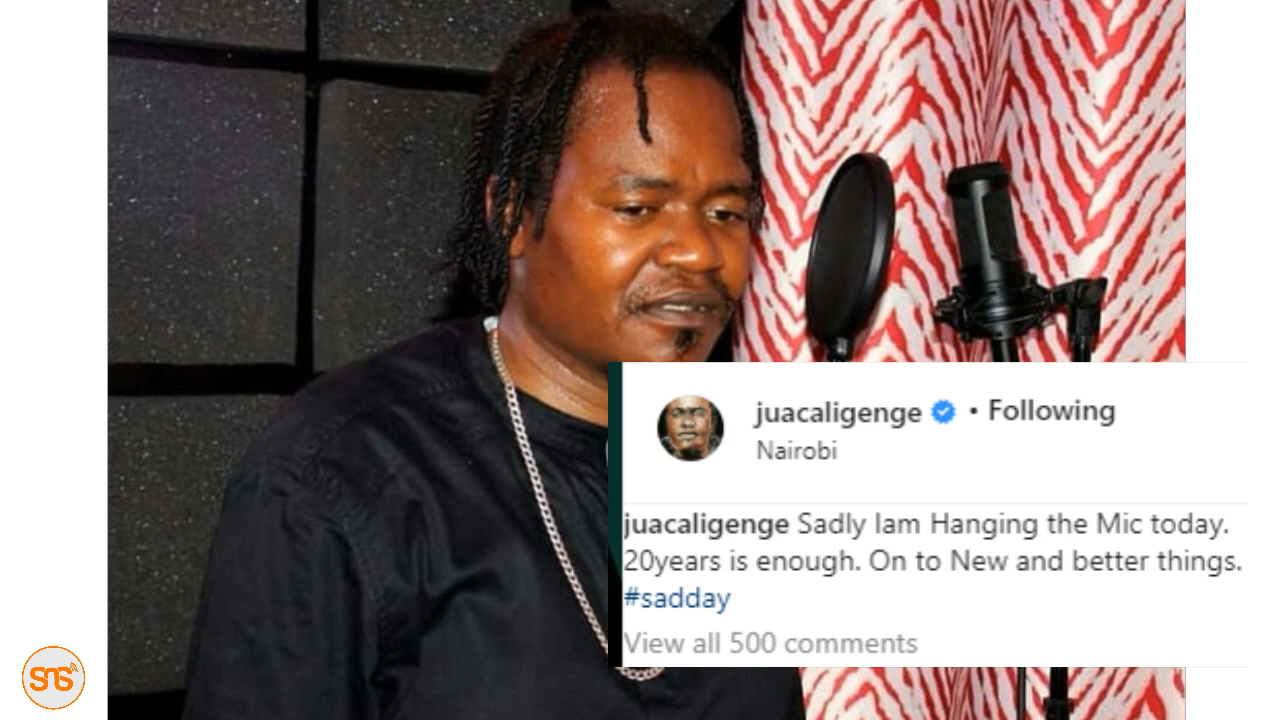 juacaligenge • Following
Nairobi
juacaligenge Sadly Iam Hanging the Mic today.
20years is enough. On to New and better things.
#sadday
View all 500 comments
SNS